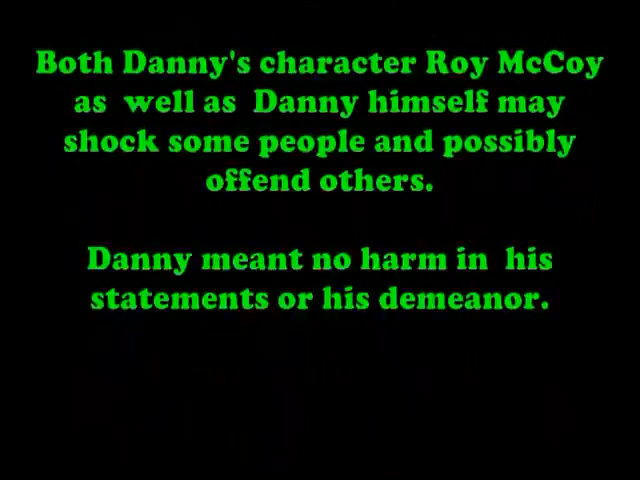 Both Danny's character Roy McCoy
as well as Danny himself may
shock some people and possibly
offend others.
Danny meant no harm in his
statements or his demeanor.